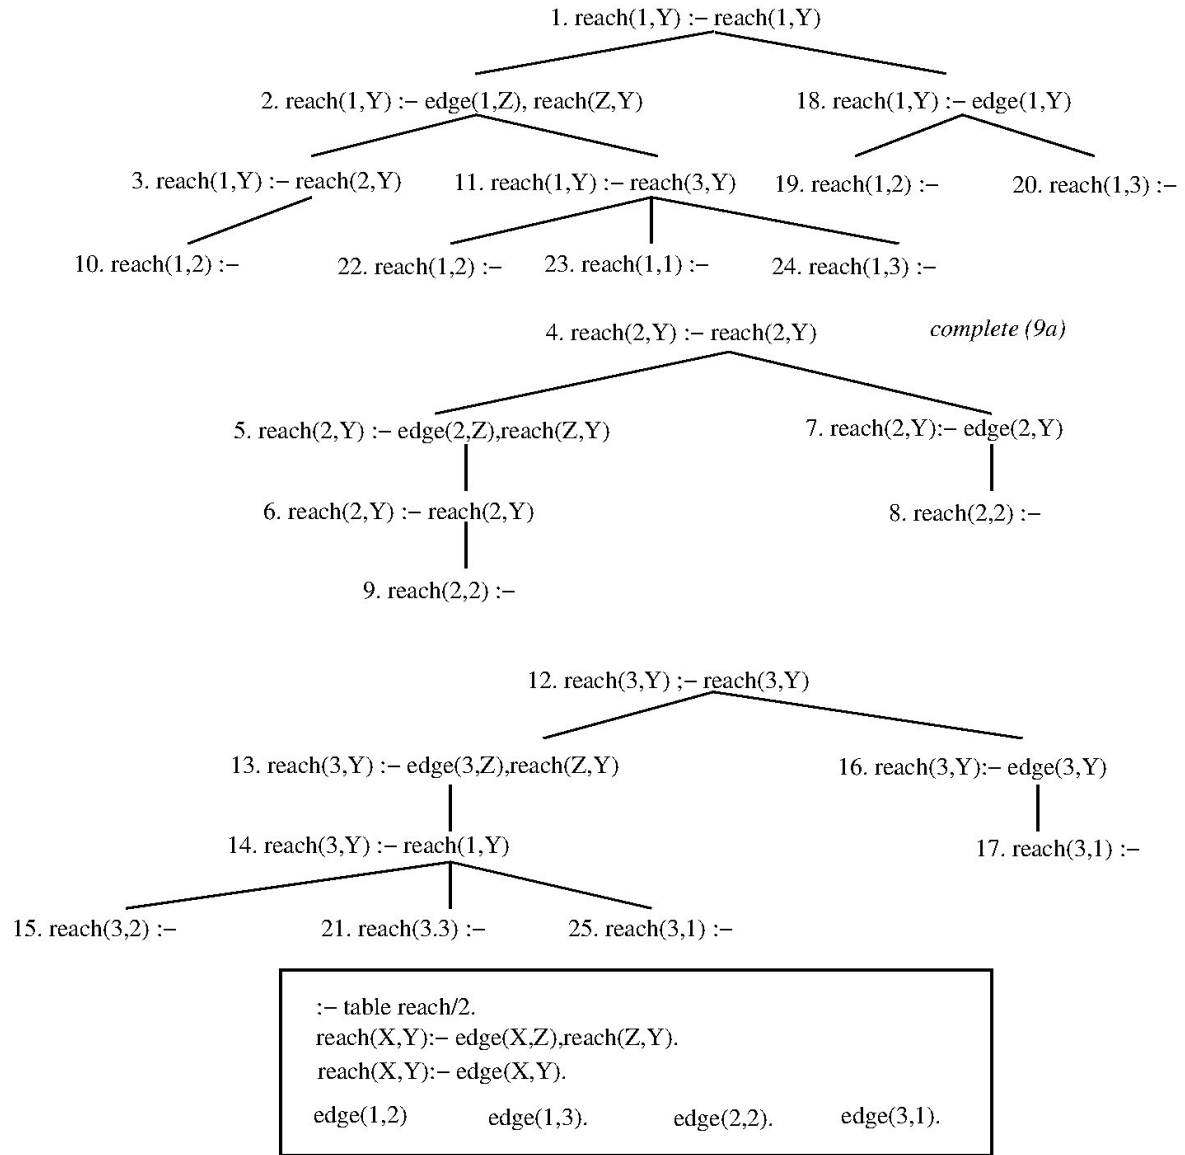 1. reach(1,Y) :− reach(1,Y)
2. reach(1,Y) :− edge(1,Z), reach(Z,Y) 18. reach(1,Y) :− edge(1,Y)
3. reach(1,Y) :− reach(2,Y) 11. reach(1,Y) :− reach(3,Y) 19. reach(1,2) :− 20. reach(1,3) :−
10. reach(1,2) :− 22. reach(1,2) :− 23. reach(1,1) :− 24. reach(1,3) :−
4. reach(2,Y) :− reach(2,Y) complete (9a)
5. reach(2,Y) :− edge(2,Z),reach(Z,Y) 7. reach(2,Y):− edge(2,Y)
6. reach(2,Y) :− reach(2,Y) 8. reach(2,2) :−
9. reach(2,2) :−
12. reach(3,Y) ;− reach(3,Y)
13. reach(3,Y) :− edge(3,Z),reach(Z,Y) 16. reach(3,Y):− edge(3,Y)
14. reach(3,Y) :− reach(1,Y) 17. reach(3,1) :−
15. reach(3,2) :− 21. reach(3.3) :− 25. reach(3,1) :−
:− table reach/2.
reach(X,Y):− edge(X,Z),reach(Z,Y).
reach(X,Y):− edge(X,Y).
edge(1,2) edge(1,3). edge(2,2). edge(3,1).